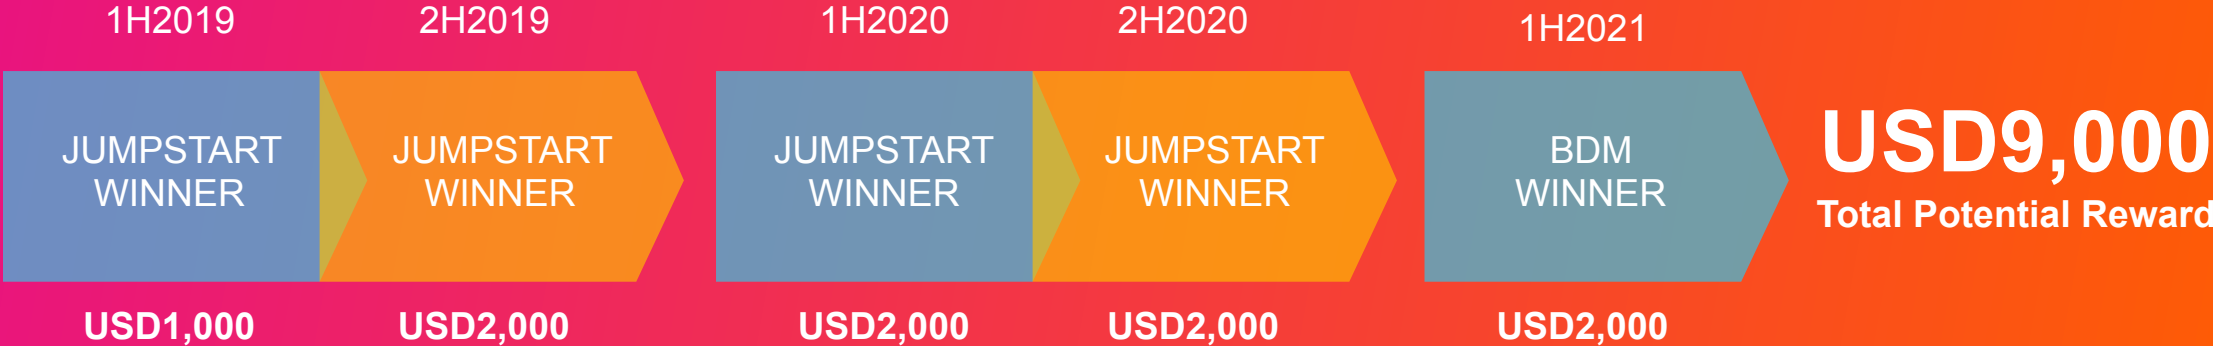 1H2019
2H2019
1H2020
2H2020
1H2021
JUMPSTART
WINNER
JUMPSTART
WINNER
JUMPSTART
WINNER
JUMPSTART
WINNER
BDM
WINNER
USD9,000
Total Potential Reward
USD1,000
USD2,000
USD2,000
USD2,000
USD2,000